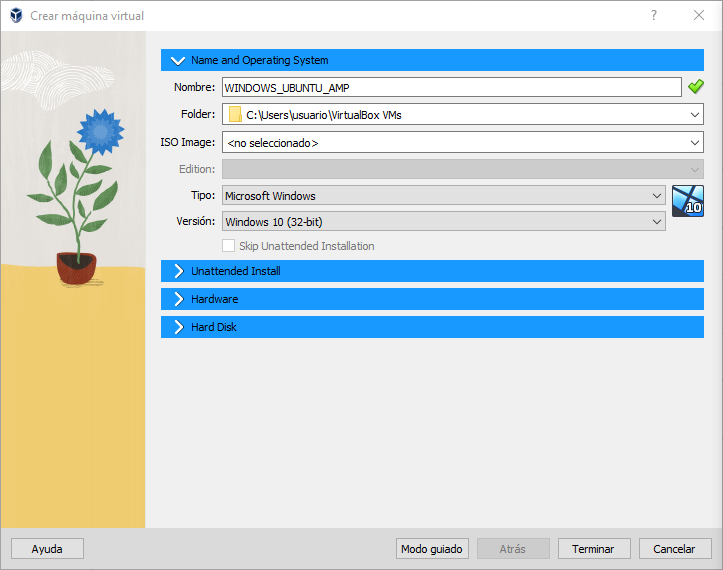 Crear máquina virtual
?
Name and Operating System
Nombre: WINDOWS_UBUNTU_AMP
Folder: C:\Users\usuario\VirtualBox VMs
ISO Image: <no seleccionado>
Edition:
Tipo: Microsoft Windows
10
Versión: Windows 10 (32-bit)
Skip Unattended Installation
Unattended Install
Hardware
Hard Disk
Ayuda Modo guiado Atrás Terminar Cancelar